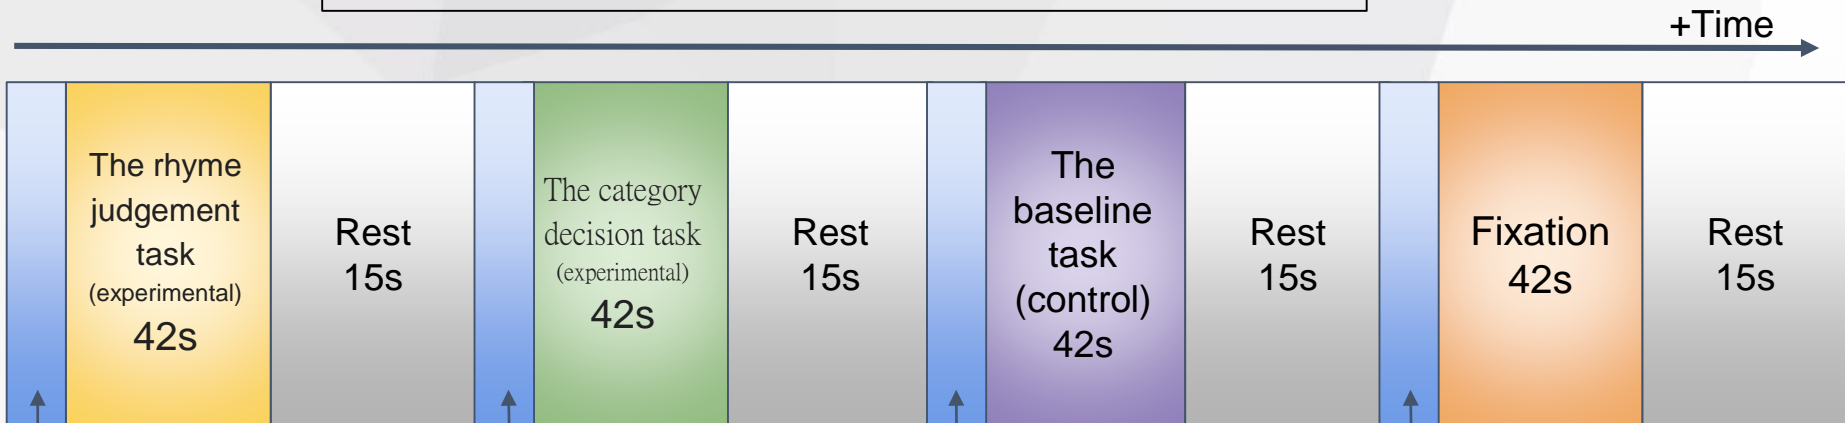 +Time
The rhyme
judgement
task
(experimental)
42s
Rest
15s
The category
decision task
(experimental)
42s
Rest
15s
The
baseline
task
(control)
42s
Rest
15s
Fixation
42s
Rest
15s